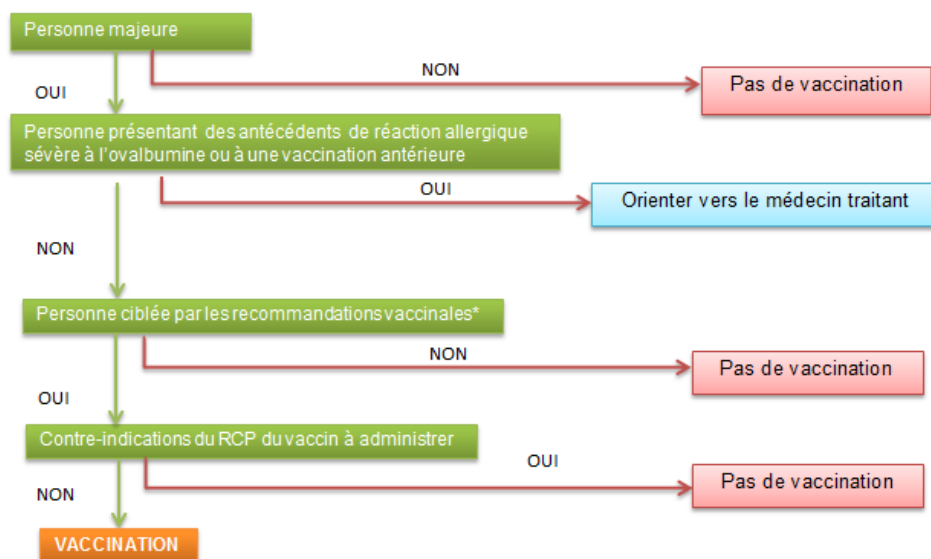 Personne majeure
NON
Pas de vaccination
OUI
Personne présentant des antécédents de réaction allergique
sévère à l'ovalbumine ou à une vaccination antérieure
OUI
Orienter vers le médecin traitant
NON
Personne ciblée par les recommandations vaccinales*
NON
Pas de vaccination
OUI
Contre-indications du RCP du vaccin à administrer
OUI
Pas de vaccination
NON
VACCINATION